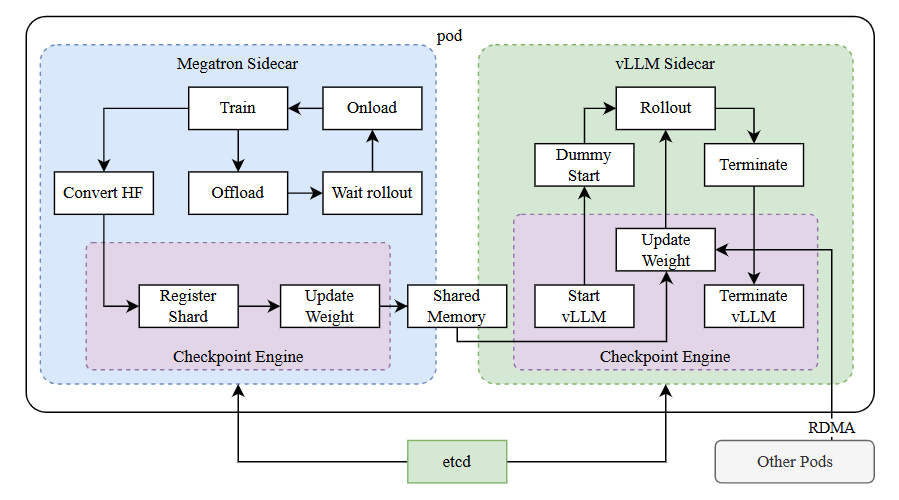 pod
Megatron Sidecar
Train
Onload
Convert HF
Offload
Wait rollout
Register
Shard
Update
Weight
Checkpoint Engine
Shared
Memory
vLLM Sidecar
Rollout
Dummy
Start
Terminate
Update
Weight
Start
vLLM
Terminate
vLLM
Checkpoint Engine
RDMA
etcd
Other Pods